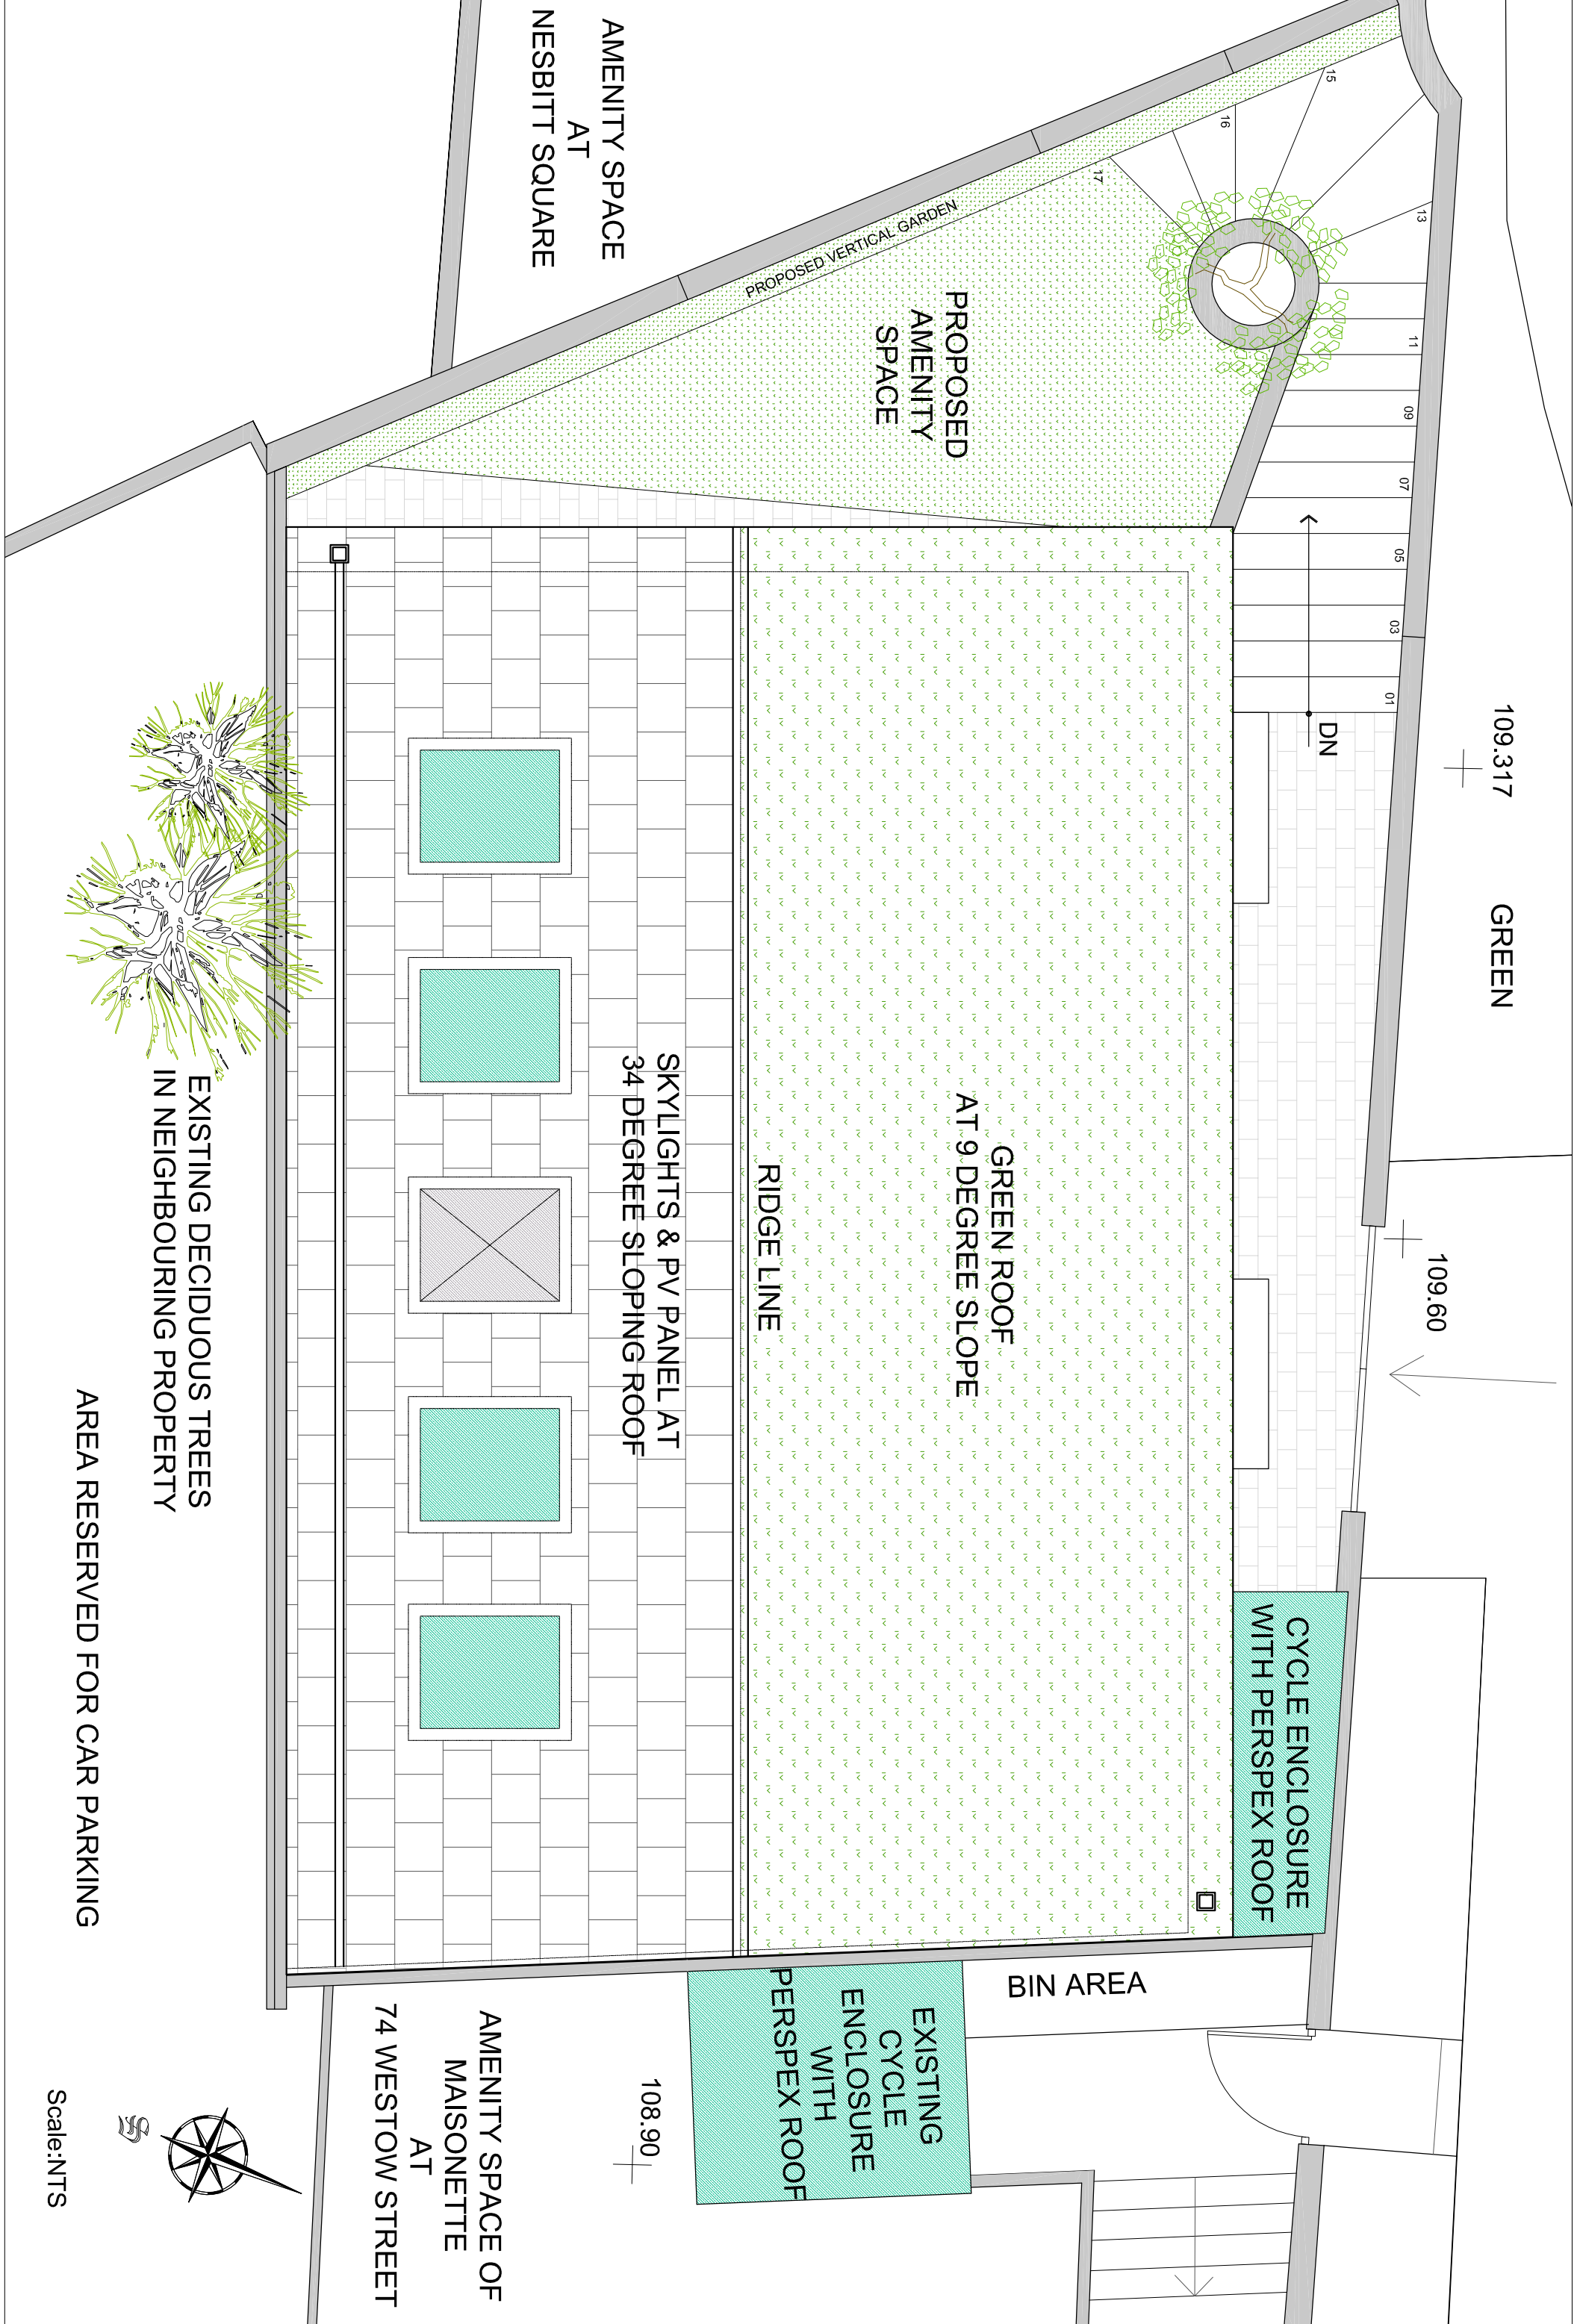 109.317
GREEN
109.60
DN
01
03
05
07
09
11
13
15
16
17
CYCLE ENCLOSURE
WITH PERSPEX ROOF
PROPOSED
AMENITY
SPACE
PROPOSED VERTICAL GARDEN
GREEN ROOF
AT 9 DEGREE SLOPE
BIN AREA
RIDGE LINE
EXISTING
CYCLE
ENCLOSURE
WITH
PERSPEX ROOF
AMENITY SPACE
AT
NESBITT SQUARE
SKYLIGHTS & PV PANEL AT
34 DEGREE SLOPING ROOF
108.90
AMENITY SPACE OF
MAISONETTE
AT
74 WESTOW STREET
EXISTING DECIDUOUS TREES
IN NEIGHBOURING PROPERTY
AREA RESERVED FOR CAR PARKING
Scale:NTS